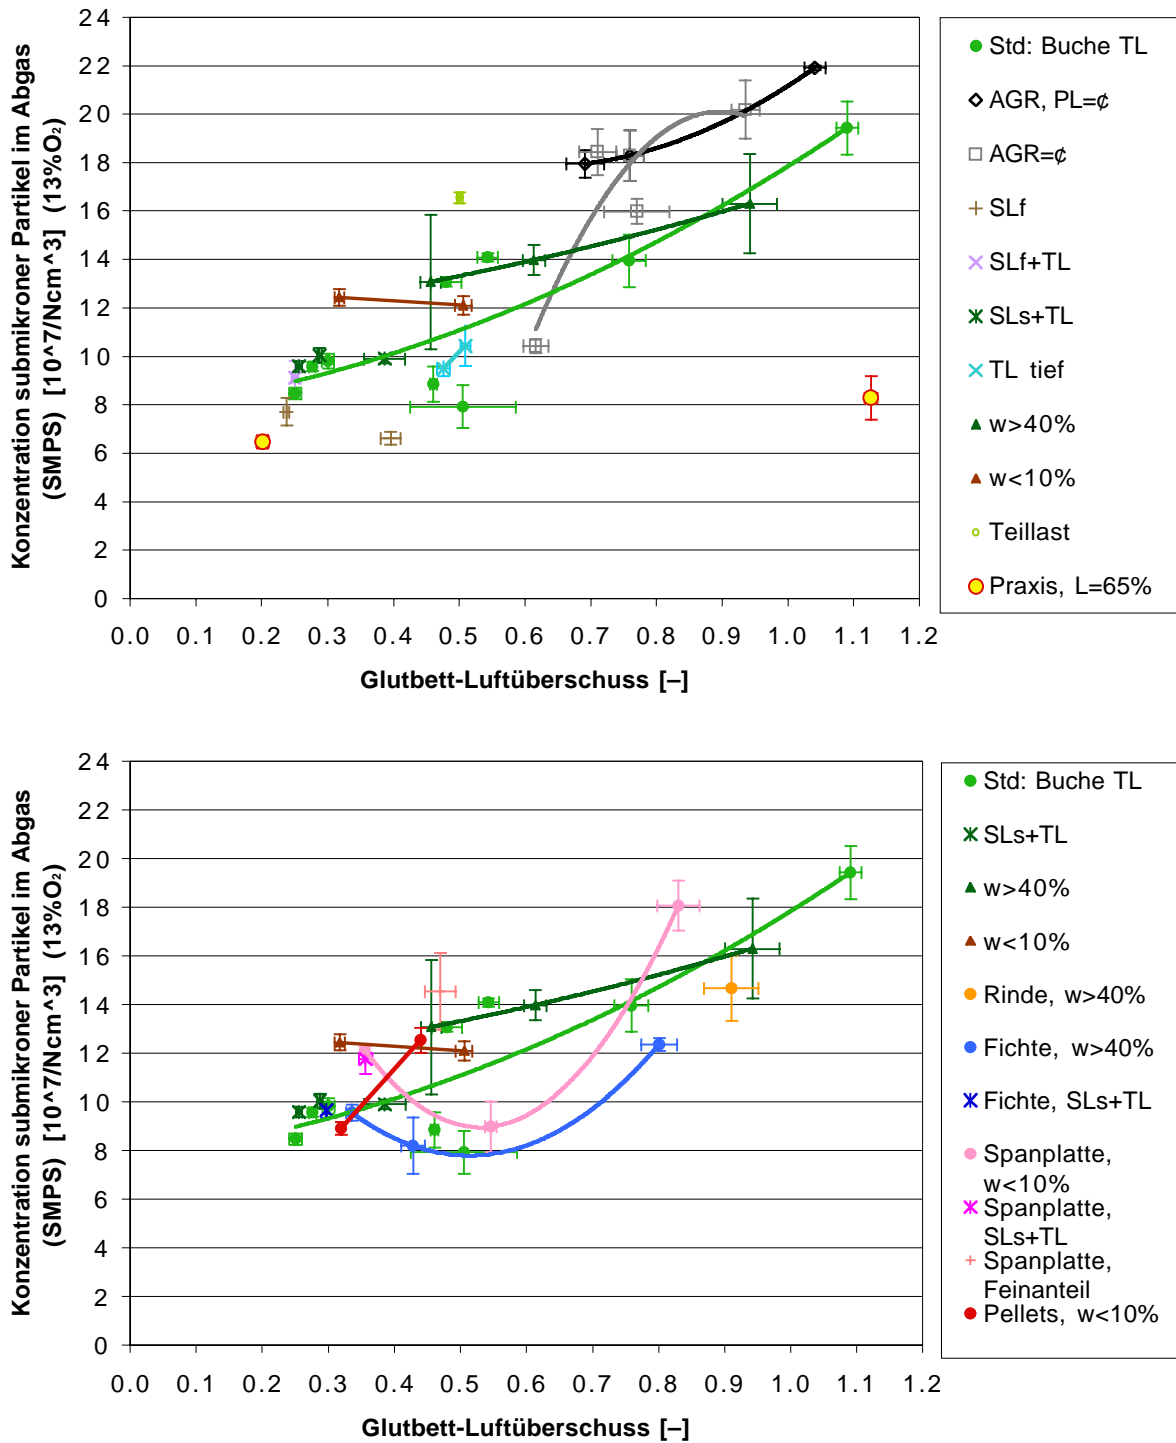 Konzentration submikroner Partikel im Abgas
(SMPS) [10^7/Ncm^3] (13%O₂)
24
22
20
18
16
14
12
10
8
6
4
2
0
0.0 0.1 0.2 0.3 0.4 0.5 0.6 0.7 0.8 0.9 1.0 1.1 1.2
Glutbett-Luftüberschuss [–]
Std: Buche TL
AGR, PL=¢
AGR=¢
SLf
SLf+TL
SLs+TL
TL tief
w>40%
w<10%
Teillast
Praxis, L=65%
Konzentration submikroner Partikel im Abgas
(SMPS) [10^7/Ncm^3] (13%O₂)
24
22
20
18
16
14
12
10
8
6
4
2
0
0.0 0.1 0.2 0.3 0.4 0.5 0.6 0.7 0.8 0.9 1.0 1.1 1.2
Glutbett-Luftüberschuss [–]
Std: Buche TL
SLs+TL
w>40%
w<10%
Rinde, w>40%
Fichte, w>40%
Fichte, SLs+TL
Spanplatte,
w<10%
Spanplatte,
SLs+TL
Spanplatte,
Feinanteil
Pellets, w<10%